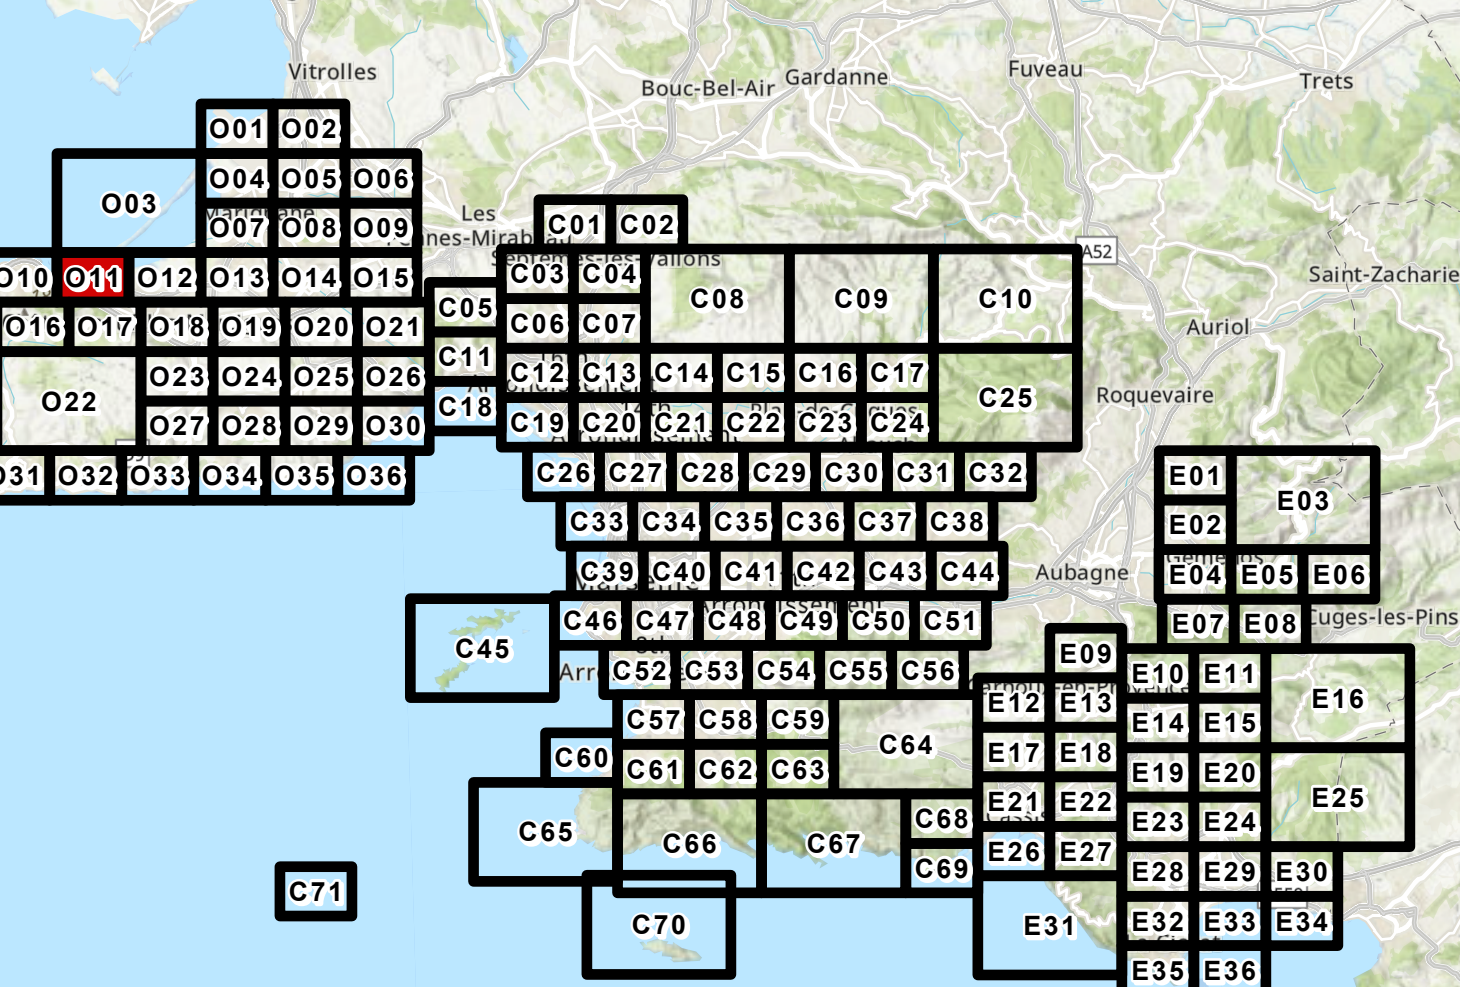 Vitrolles
Bouc-Bel-Air
Gardanne
Fuveau
Trets
O01 O02
O04 O05 O06
O03
O07 O08 O09
Les
C01 C02
A52
O10 O11 O12 O13 O14 O15
C03 C04
Saint-Zacharie
C05
C08 C09 C10
O16 O17 O18 O19 O20 O21
C06 C07
Auriol
C11
O23 O24 O25 O26
C12 C13 C14 C15 C16 C17
O22
C25
Roquevaire
C18
O27 O28 O29 O30
C19 C20 C21 C22 C23 C24
O31 O32 O33 O34 O35 O36
C26 C27 C28 C29 C30 C31 C32
E01
E03
C33 C34 C35 C36 C37 C38
E02
C39 C40 C41 C42 C43 C44
Aubagne
E04 E05 E06
C46 C47 C48 C49 C50 C51
E07 E08
Cuges-les-Pins
C45
E09
C52 C53 C54 C55 C56
E10 E11
E16
E12 E13
C57 C58 C59
E14 E15
C64
C60
E17 E18
C61 C62 C63
E19 E20
E25
E21 E22
C65
C68
E23 E24
C66 C67
E26 E27
C69
E28 E29 E30
C71
C70
E31
E32 E33 E34
E35 E36